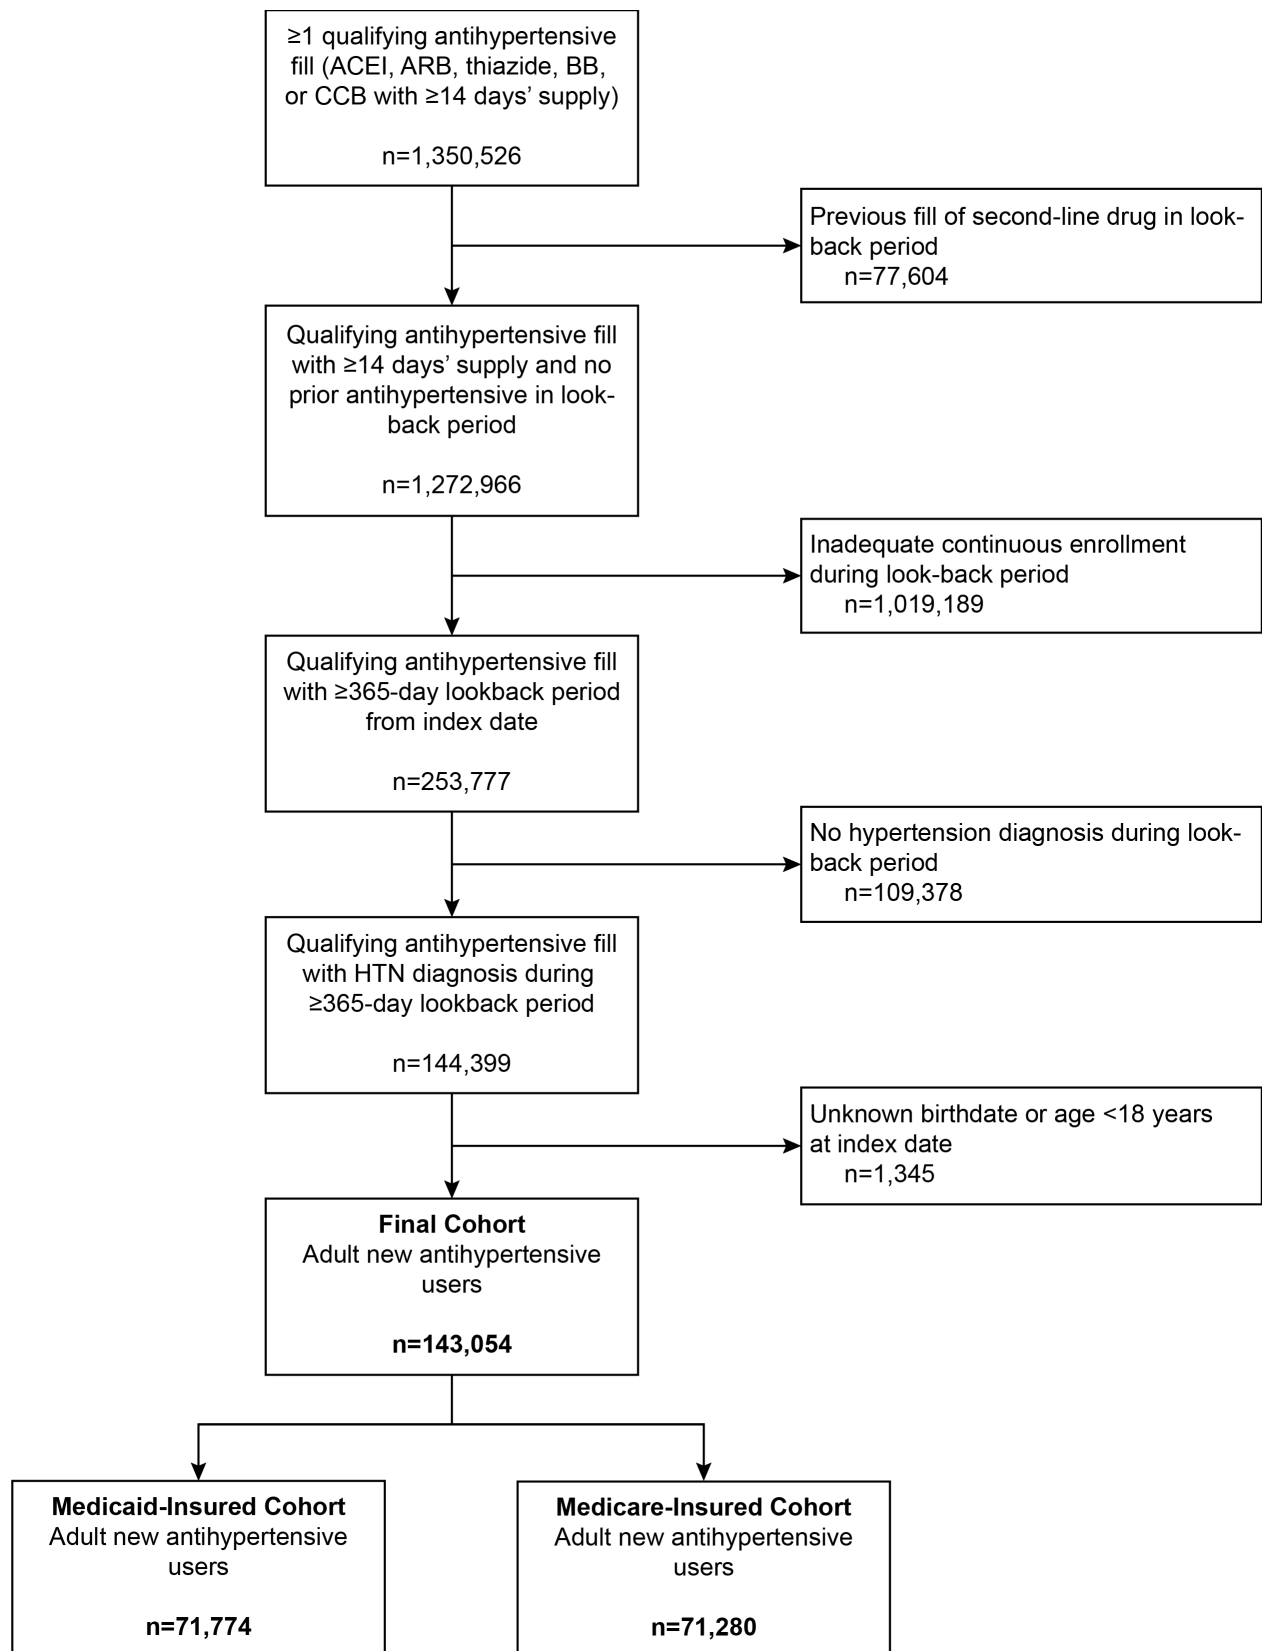 ≥1 qualifying antihypertensive
fill (ACEI, ARB, thiazide, BB,
or CCB with ≥14 days’ supply)
n=1,350,526
Previous fill of second-line drug in look-
back period
n=77,604
Qualifying antihypertensive fill
with ≥14 days’ supply and no
prior antihypertensive in look-
back period
n=1,272,966
Inadequate continuous enrollment
during look-back period
n=1,019,189
Qualifying antihypertensive fill
with ≥365-day lookback period
from index date
n=253,777
No hypertension diagnosis during look-
back period
n=109,378
Qualifying antihypertensive fill
with HTN diagnosis during
≥365-day lookback period
n=144,399
Unknown birthdate or age <18 years
at index date
n=1,345
Final Cohort
Adult new antihypertensive
users
n=143,054
Medicaid-Insured Cohort
Adult new antihypertensive
users
n=71,774
Medicare-Insured Cohort
Adult new antihypertensive
users
n=71,280